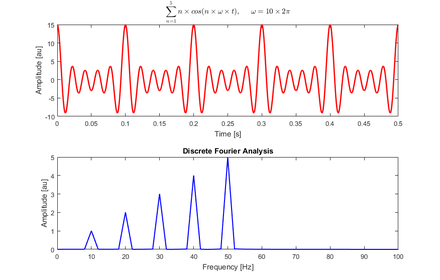 5
∑ n × cos(n × ω × t),    ω = 10 × 2π
n=1
15
10
5
0
-5
-10
Amplitude [au]
0 0.05 0.1 0.15 0.2 0.25 0.3 0.35 0.4 0.45 0.5
Time [s]
Discrete Fourier Analysis
5
4
3
2
1
0
Amplitude [au]
0 10 20 30 40 50 60 70 80 90 100
Frequency [Hz]